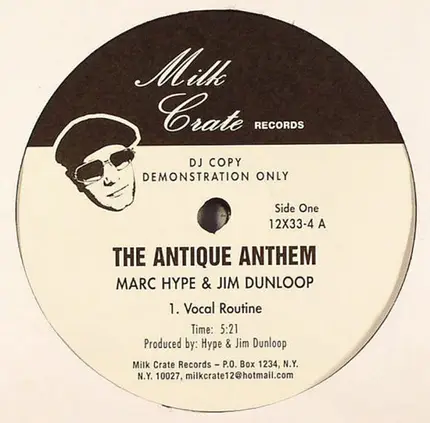 Milk
Crate RECORDS
DJ COPY
DEMONSTRATION ONLY
Side One
12X33-4 A
THE ANTIQUE ANTHEM
MARC HYPE & JIM DUNLOOP
1. Vocal Routine
Time: 5:21
Produced by: Hype & Jim Dunloop
Milk Crate Records – P.O. Box 1234, N.Y.
N.Y. 10027, milkcrate12@hotmail.com